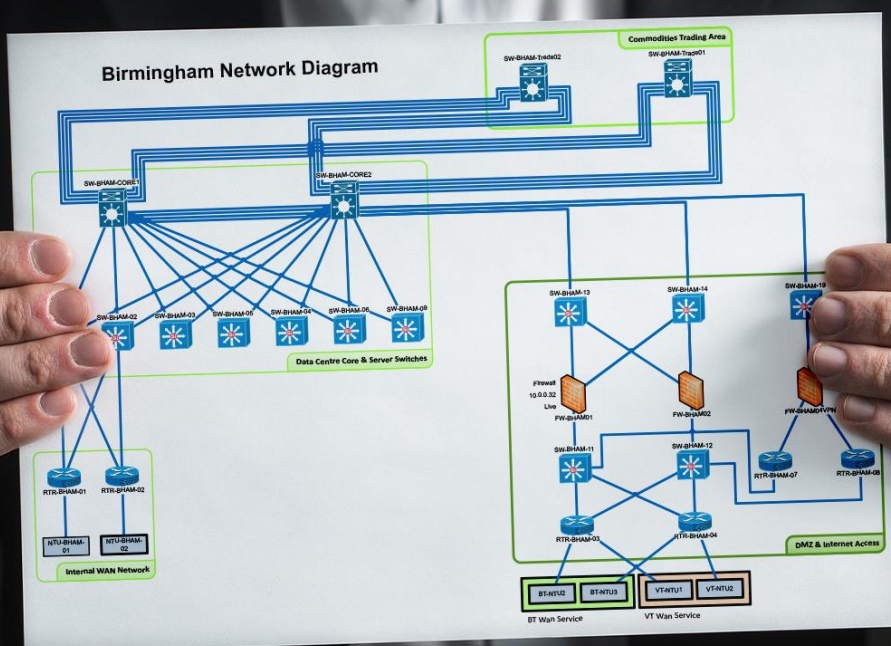 Birmingham Network Diagram
Commodities Trading Area
SW-BHAM-Trade02
SW-BHAM-Trade01
SW-BHAM-CORE1
SW-BHAM-CORE2
SW-BHAM-02
SW-BHAM-03
SW-BHAM-05
SW-BHAM-04
SW-BHAM-06
SW-BHAM-09
Data Centre Core & Server Switches
SW-BHAM-13
SW-BHAM-14
SW-BHAM-19
Firewall
10.0.0.32
Live
FW-BHAM01
FW-BHAM02
FW-BHAM04VPN
SW-BHAM-11
SW-BHAM-12
RTR-BHAM-07
RTR-BHAM-08
RTR-BHAM-03
RTR-BHAM-04
DMZ & Internet Access
RTR-BHAM-01
RTR-BHAM-02
NTU-BHAM-
01
NTU-BHAM-
02
Internal WAN Network
BT-NTU2
BT-NTU3
VT-NTU1
VT-NTU2
BT Wan Service
VT Wan Service